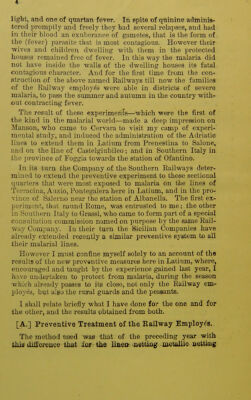 4
light, and one of quartan fever. In spite of quinine adminis-
tered promptly and freely they had several relapses, and had
in their blood an exuberance of gametes, that is the form of
the (fever) parasite that is most contagious. However their
wives and children dwelling with them in the protected
houses remained free of fever. In this way the malaria did
not have inside the walls of the dwelling houses its fatal
contagious character. And for the first time from the con-
struction of the above named Railways till now the families
of the Railway employés were able in districts of severe
malaria, to pass the summer and autumn in the country with-
out contracting fever.
The result of these experiments—which were the first of
the kind in the malarial world—made a deep impression on
Manson, who came to Cervara to visit my camp of experi-
mental study, and induced the administration of the Adriatic
lines to extend them in Latium from Prenestina to Salone,
and on the line of Castelgiubileo; and in Southern Italy in
the province of Foggia towards the station of Ofantino.
In its turn the Company of the Southern Railways deter-
mined to extend the preventive experiment to these sectional
quarters that were most exposed to malaria on the lines of
Terracina, Anzio, Pontegalera here in Latium, and in the pro-
vince of Salerno near the station of Albanella. The first ex-
periment, that round Rome, was entrusted to me; the other
in Southern Italy to Grassi, who came to form part of a special
consultation commission named on purpose by the same Rail-
way Company. In their turn the Sicilian Companies have
already extended recently a similar preventive system to all
their malarial lines.
However I must confine myself solely to an account of the
results of the new preventive measures here in Latium, where,
encouraged and taught by the experience gained last year, I
have undertaken to protect from malaria, during the season
which already passes to its close, not only the Railway em-
ployés, but also the rural guards and the peasants.
I shall relate briefly what I have done for the one and for
the other, and the results obtained from both.
[A.] Preventive Treatment of the Railway Employés.
The method used was that of the preceding year with
this difference that for the linen netting metallic netting